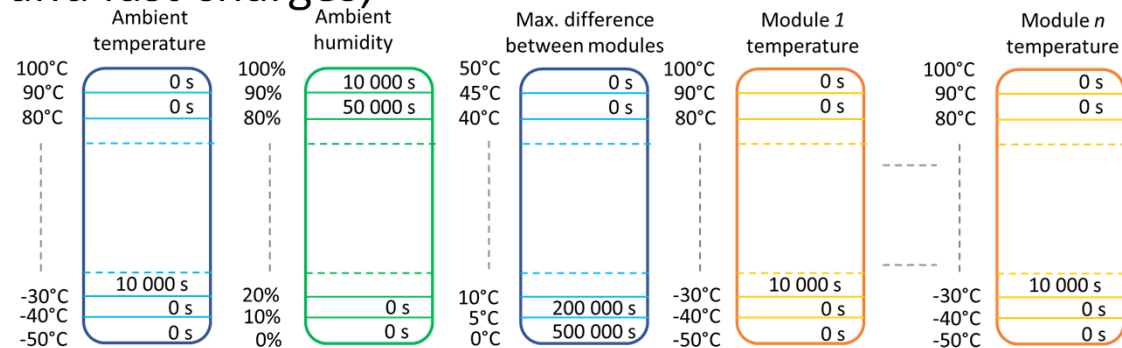 and fast charges)
Ambient temperature
100°C
90°C
80°C
-30°C
-40°C
-50°C
0 s
0 s
10 000 s
0 s
0 s
Ambient humidity
100%
90%
80%
20%
10%
0%
10 000 s
50 000 s
0 s
0 s
Max. difference between modules
50°C
45°C
40°C
10°C
5°C
0°C
0 s
0 s
200 000 s
500 000 s
Module 1 temperature
100°C
90°C
80°C
-30°C
-40°C
-50°C
0 s
0 s
10 000 s
0 s
0 s
Module n temperature
100°C
90°C
80°C
-30°C
-40°C
-50°C
0 s
0 s
10 000 s
0 s
0 s